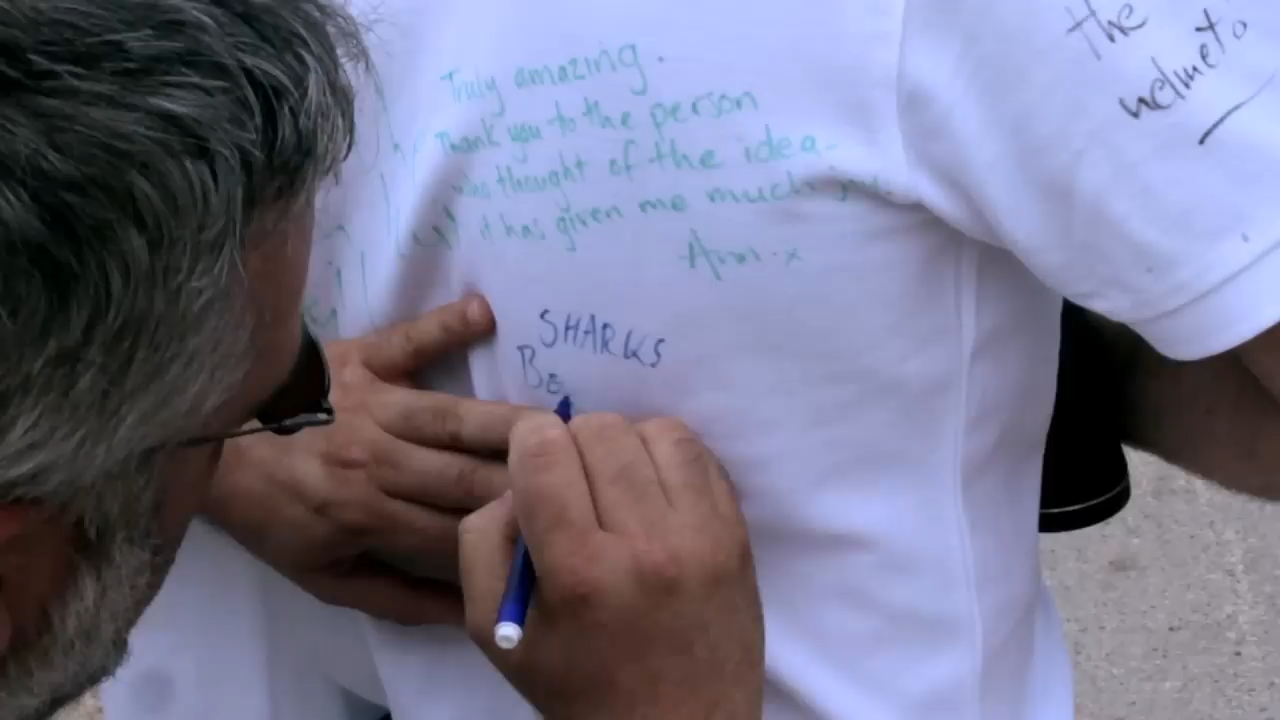 Truly amazing.
Thank you to the person
who thought of the idea.
it has given me much joy.
Ann. x
SHARKS
Be
the
helmet!